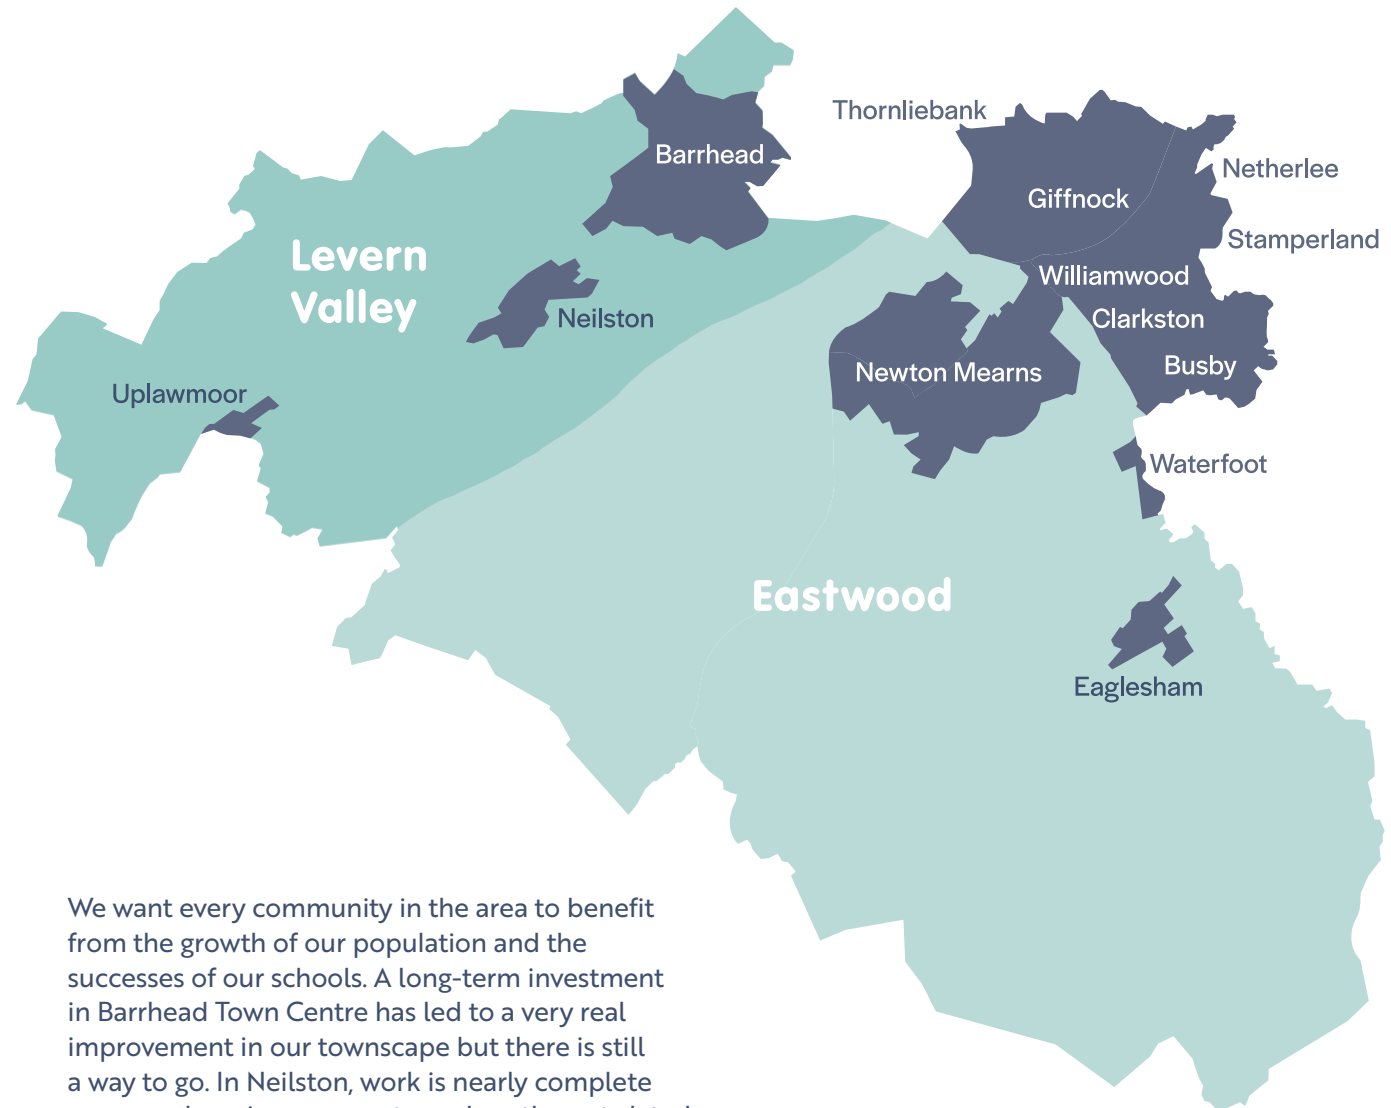 Thornliebank
Barrhead
Netherlee
Giffnock
Stamperland
Levern
Valley
Williamwood
Neilston
Clarkston
Busby
Newton Mearns
Uplawmoor
Waterfoot
Eastwood
Eaglesham
We want every community in the area to benefit
from the growth of our population and the
successes of our schools. A long-term investment
in Barrhead Town Centre has led to a very real
improvement in our townscape but there is still
a way to go. In Neilston, work is nearly complete